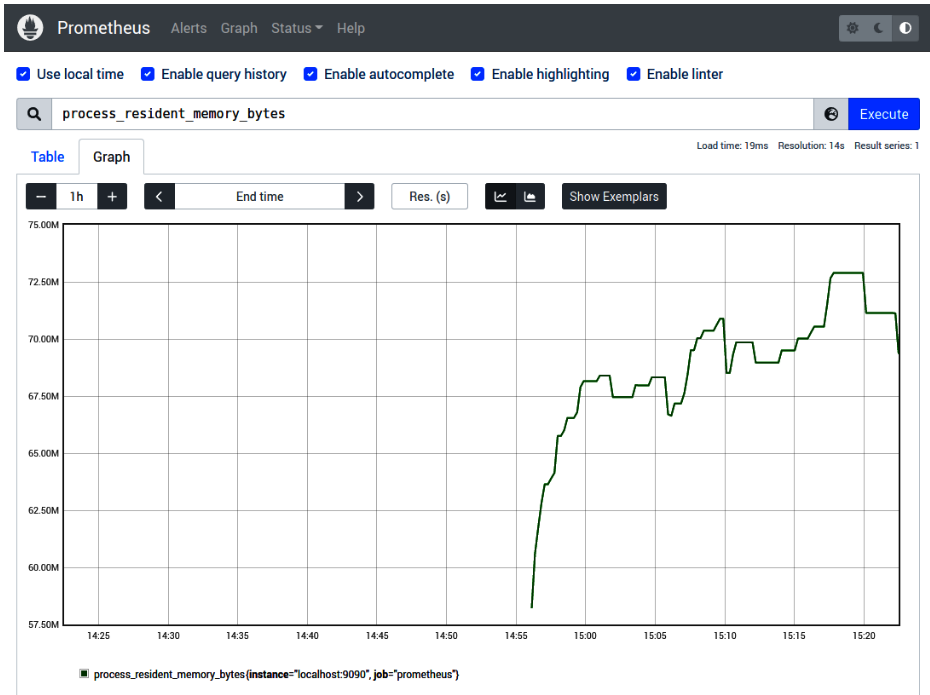 Prometheus Alerts Graph Status Help
Use local time Enable query history Enable autocomplete Enable highlighting Enable linter
process_resident_memory_bytes Execute
Load time: 19ms Resolution: 14s Result series: 1
Table Graph
− 1h + < End time > Res. (s) Show Exemplars
75.00M
72.50M
70.00M
67.50M
65.00M
62.50M
60.00M
57.50M
14:25 14:30 14:35 14:40 14:45 14:50 14:55 15:00 15:05 15:10 15:15 15:20
process_resident_memory_bytes{instance="localhost:9090", job="prometheus"}